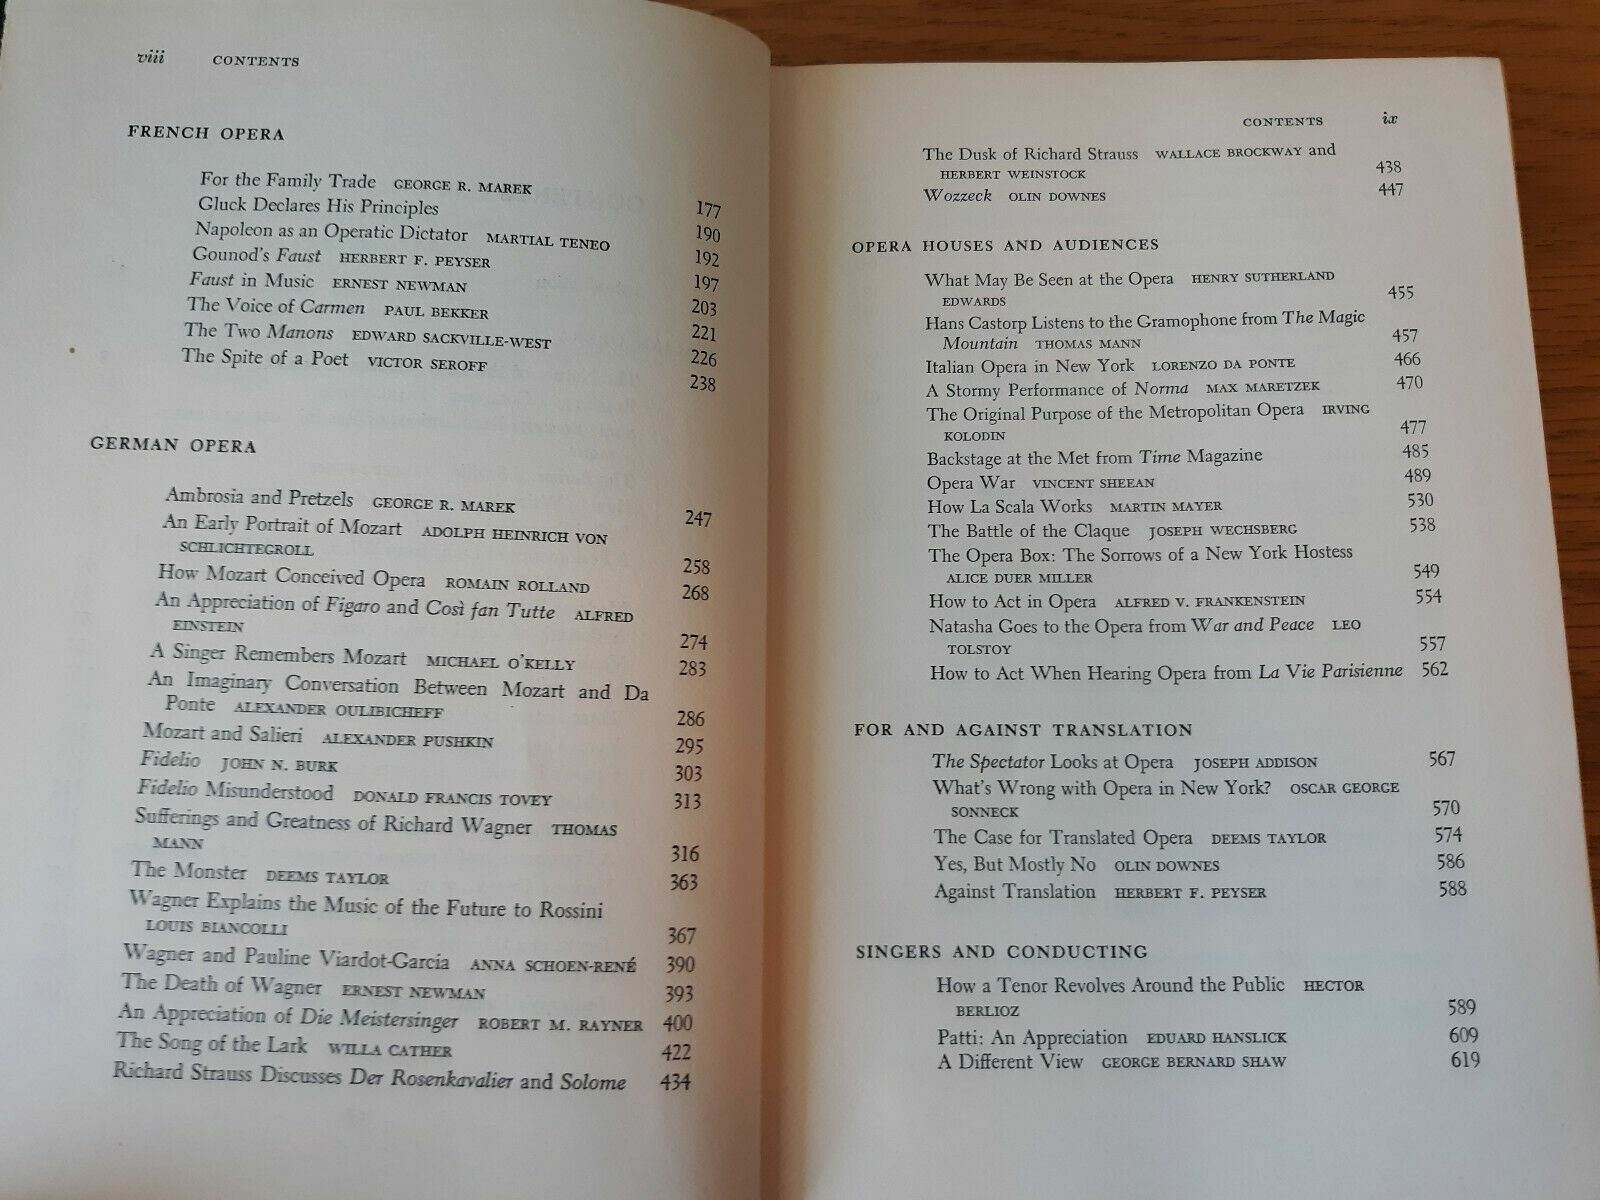 viii CONTENTS
FRENCH OPERA
For the Family Trade GEORGE R. MAREK 177
Gluck Declares His Principles 190
Napoleon as an Operatic Dictator MARTIAL TENEO 192
Gounod's Faust HERBERT F. PEYSER 197
Faust in Music ERNEST NEWMAN 203
The Voice of Carmen PAUL BEKKER 221
The Two Manons EDWARD SACKVILLE-WEST 226
The Spite of a Poet VICTOR SEROFF 238
GERMAN OPERA
Ambrosia and Pretzels GEORGE R. MAREK 247
An Early Portrait of Mozart ADOLPH HEINRICH VON
SCHLICHTEGROLL 258
How Mozart Conceived Opera ROMAIN ROLLAND 268
An Appreciation of Figaro and Così fan Tutte ALFRED
EINSTEIN 274
A Singer Remembers Mozart MICHAEL O'KELLY 283
An Imaginary Conversation Between Mozart and Da
Ponte ALEXANDER OULIBICHEFF 286
Mozart and Salieri ALEXANDER PUSHKIN 295
Fidelio JOHN N. BURK 303
Fidelio Misunderstood DONALD FRANCIS TOVEY 313
Sufferings and Greatness of Richard Wagner THOMAS
MANN 316
The Monster DEEMS TAYLOR 363
Wagner Explains the Music of the Future to Rossini
LOUIS BIANCOLLI 367
Wagner and Pauline Viardot-Garcia ANNA SCHOEN-RENÉ 390
The Death of Wagner ERNEST NEWMAN 393
An Appreciation of Die Meistersinger ROBERT M. RAYNER 400
The Song of the Lark WILLA CATHER 422
Richard Strauss Discusses Der Rosenkavalier and Solome 434
CONTENTS ix
The Dusk of Richard Strauss WALLACE BROCKWAY and
HERBERT WEINSTOCK 438
Wozzeck OLIN DOWNES 447
OPERA HOUSES AND AUDIENCES
What May Be Seen at the Opera HENRY SUTHERLAND
EDWARDS 455
Hans Castorp Listens to the Gramophone from The Magic
Mountain THOMAS MANN 457
Italian Opera in New York LORENZO DA PONTE 466
A Stormy Performance of Norma MAX MARETZEK 470
The Original Purpose of the Metropolitan Opera IRVING
KOLODIN 477
Backstage at the Met from Time Magazine 485
Opera War VINCENT SHEEAN 489
How La Scala Works MARTIN MAYER 530
The Battle of the Claque JOSEPH WECHSBERG 538
The Opera Box: The Sorrows of a New York Hostess
ALICE DUER MILLER 549
How to Act in Opera ALFRED V. FRANKENSTEIN 554
Natasha Goes to the Opera from War and Peace LEO
TOLSTOY 557
How to Act When Hearing Opera from La Vie Parisienne 562
FOR AND AGAINST TRANSLATION
The Spectator Looks at Opera JOSEPH ADDISON 567
What's Wrong with Opera in New York? OSCAR GEORGE
SONNECK 570
The Case for Translated Opera DEEMS TAYLOR 574
Yes, But Mostly No OLIN DOWNES 586
Against Translation HERBERT F. PEYSER 588
SINGERS AND CONDUCTING
How a Tenor Revolves Around the Public HECTOR
BERLIOZ 589
Patti: An Appreciation EDUARD HANSLICK 609
A Different View GEORGE BERNARD SHAW 619